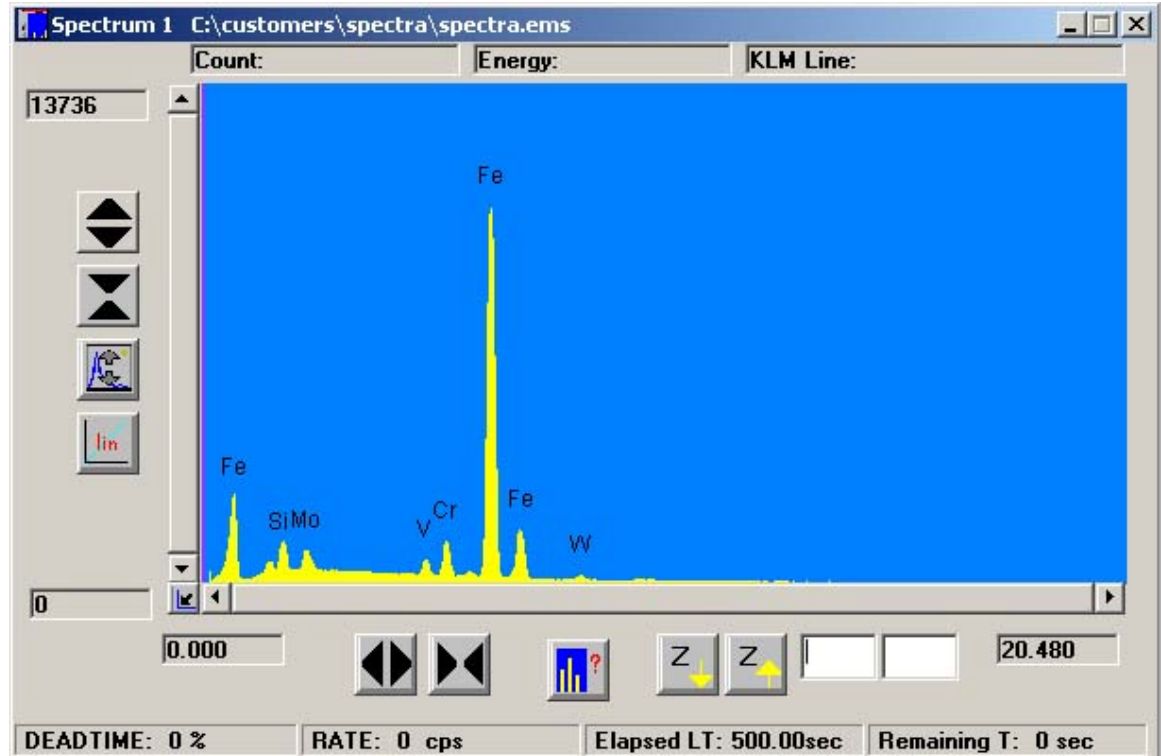 Spectrum 1 C:\customers\spectra\spectra.ems
Count: Energy: KLM Line:
13736
Fe
lin
Fe
Si Mo V Cr Fe
W
0
0.000 ? Z Z 20.480
DEADTIME: 0 % RATE: 0 cps Elapsed LT: 500.00sec Remaining T: 0 sec